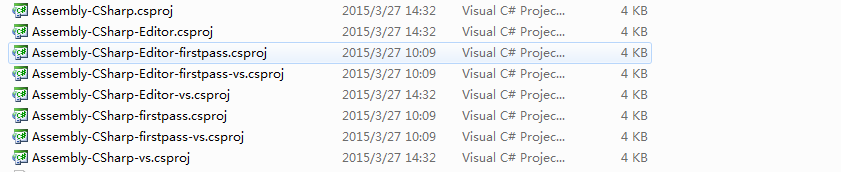 Assembly-CSharp.csproj 2015/3/27 14:32 Visual C# Projec... 4 KB
Assembly-CSharp-Editor.csproj 2015/3/27 14:32 Visual C# Projec... 4 KB
Assembly-CSharp-Editor-firstpass.csproj 2015/3/27 10:09 Visual C# Projec... 4 KB
Assembly-CSharp-Editor-firstpass-vs.csproj 2015/3/27 10:09 Visual C# Projec... 4 KB
Assembly-CSharp-Editor-vs.csproj 2015/3/27 14:32 Visual C# Projec... 4 KB
Assembly-CSharp-firstpass.csproj 2015/3/27 10:09 Visual C# Projec... 4 KB
Assembly-CSharp-firstpass-vs.csproj 2015/3/27 10:09 Visual C# Projec... 4 KB
Assembly-CSharp-vs.csproj 2015/3/27 14:32 Visual C# Projec... 4 KB